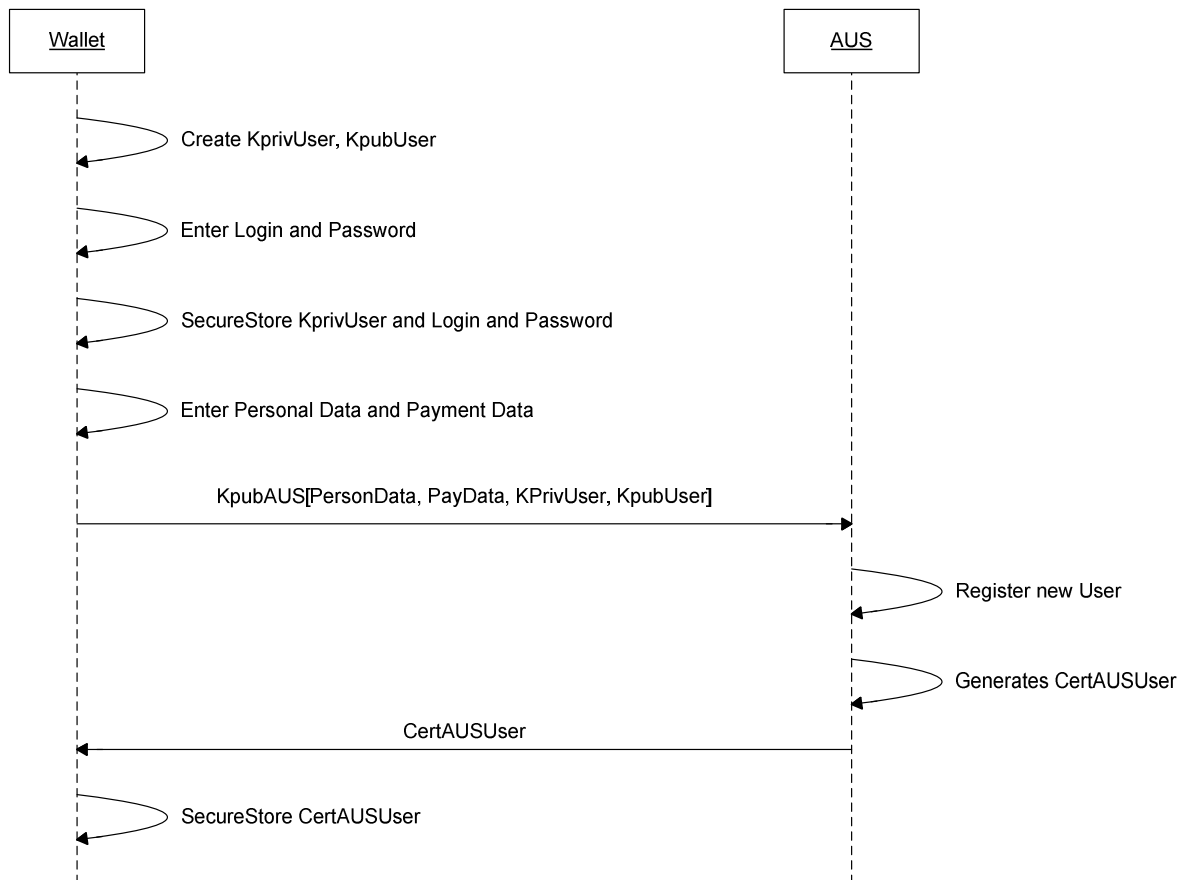 Wallet
AUS
Create KprivUser, KpubUser
Enter Login and Password
SecureStore KprivUser and Login and Password
Enter Personal Data and Payment Data
KpubAUS[PersonData, PayData, KPrivUser, KpubUser]
Register new User
Generates CertAUSUser
CertAUSUser
SecureStore CertAUSUser